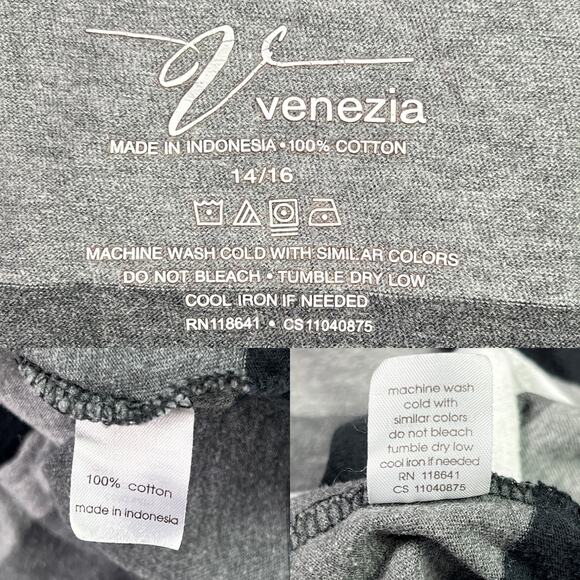 venezia
MADE IN INDONESIA • 100% COTTON
14/16
MACHINE WASH COLD WITH SIMILAR COLORS
DO NOT BLEACH • TUMBLE DRY LOW
COOL IRON IF NEEDED
RN118641 • CS11040875
100% cotton
made in indonesia
machine wash
cold with
similar colors
do not bleach
tumble dry low
cool iron if needed
RN 118641
CS 11040875